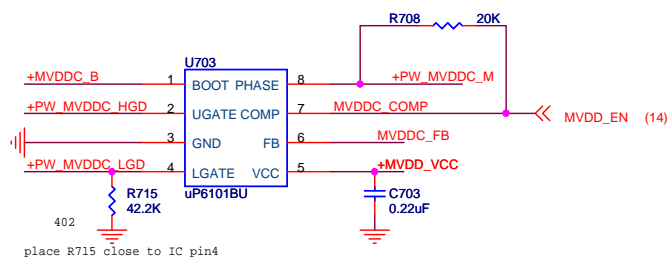 R708 20K
U703
+MVDDC_B 1 BOOT PHASE 8 +PW_MVDDC_M
+PW_MVDDC_HGD 2 UGATE COMP 7 MVDDC_COMP
MVDD_EN (14)
3 GND FB 6 MVDDC_FB
+PW_MVDDC_LGD 4 LGATE VCC 5 +MVDD_VCC
uP6101BU
R715
42.2K
C703
0.22uF
402
place R715 close to IC pin4